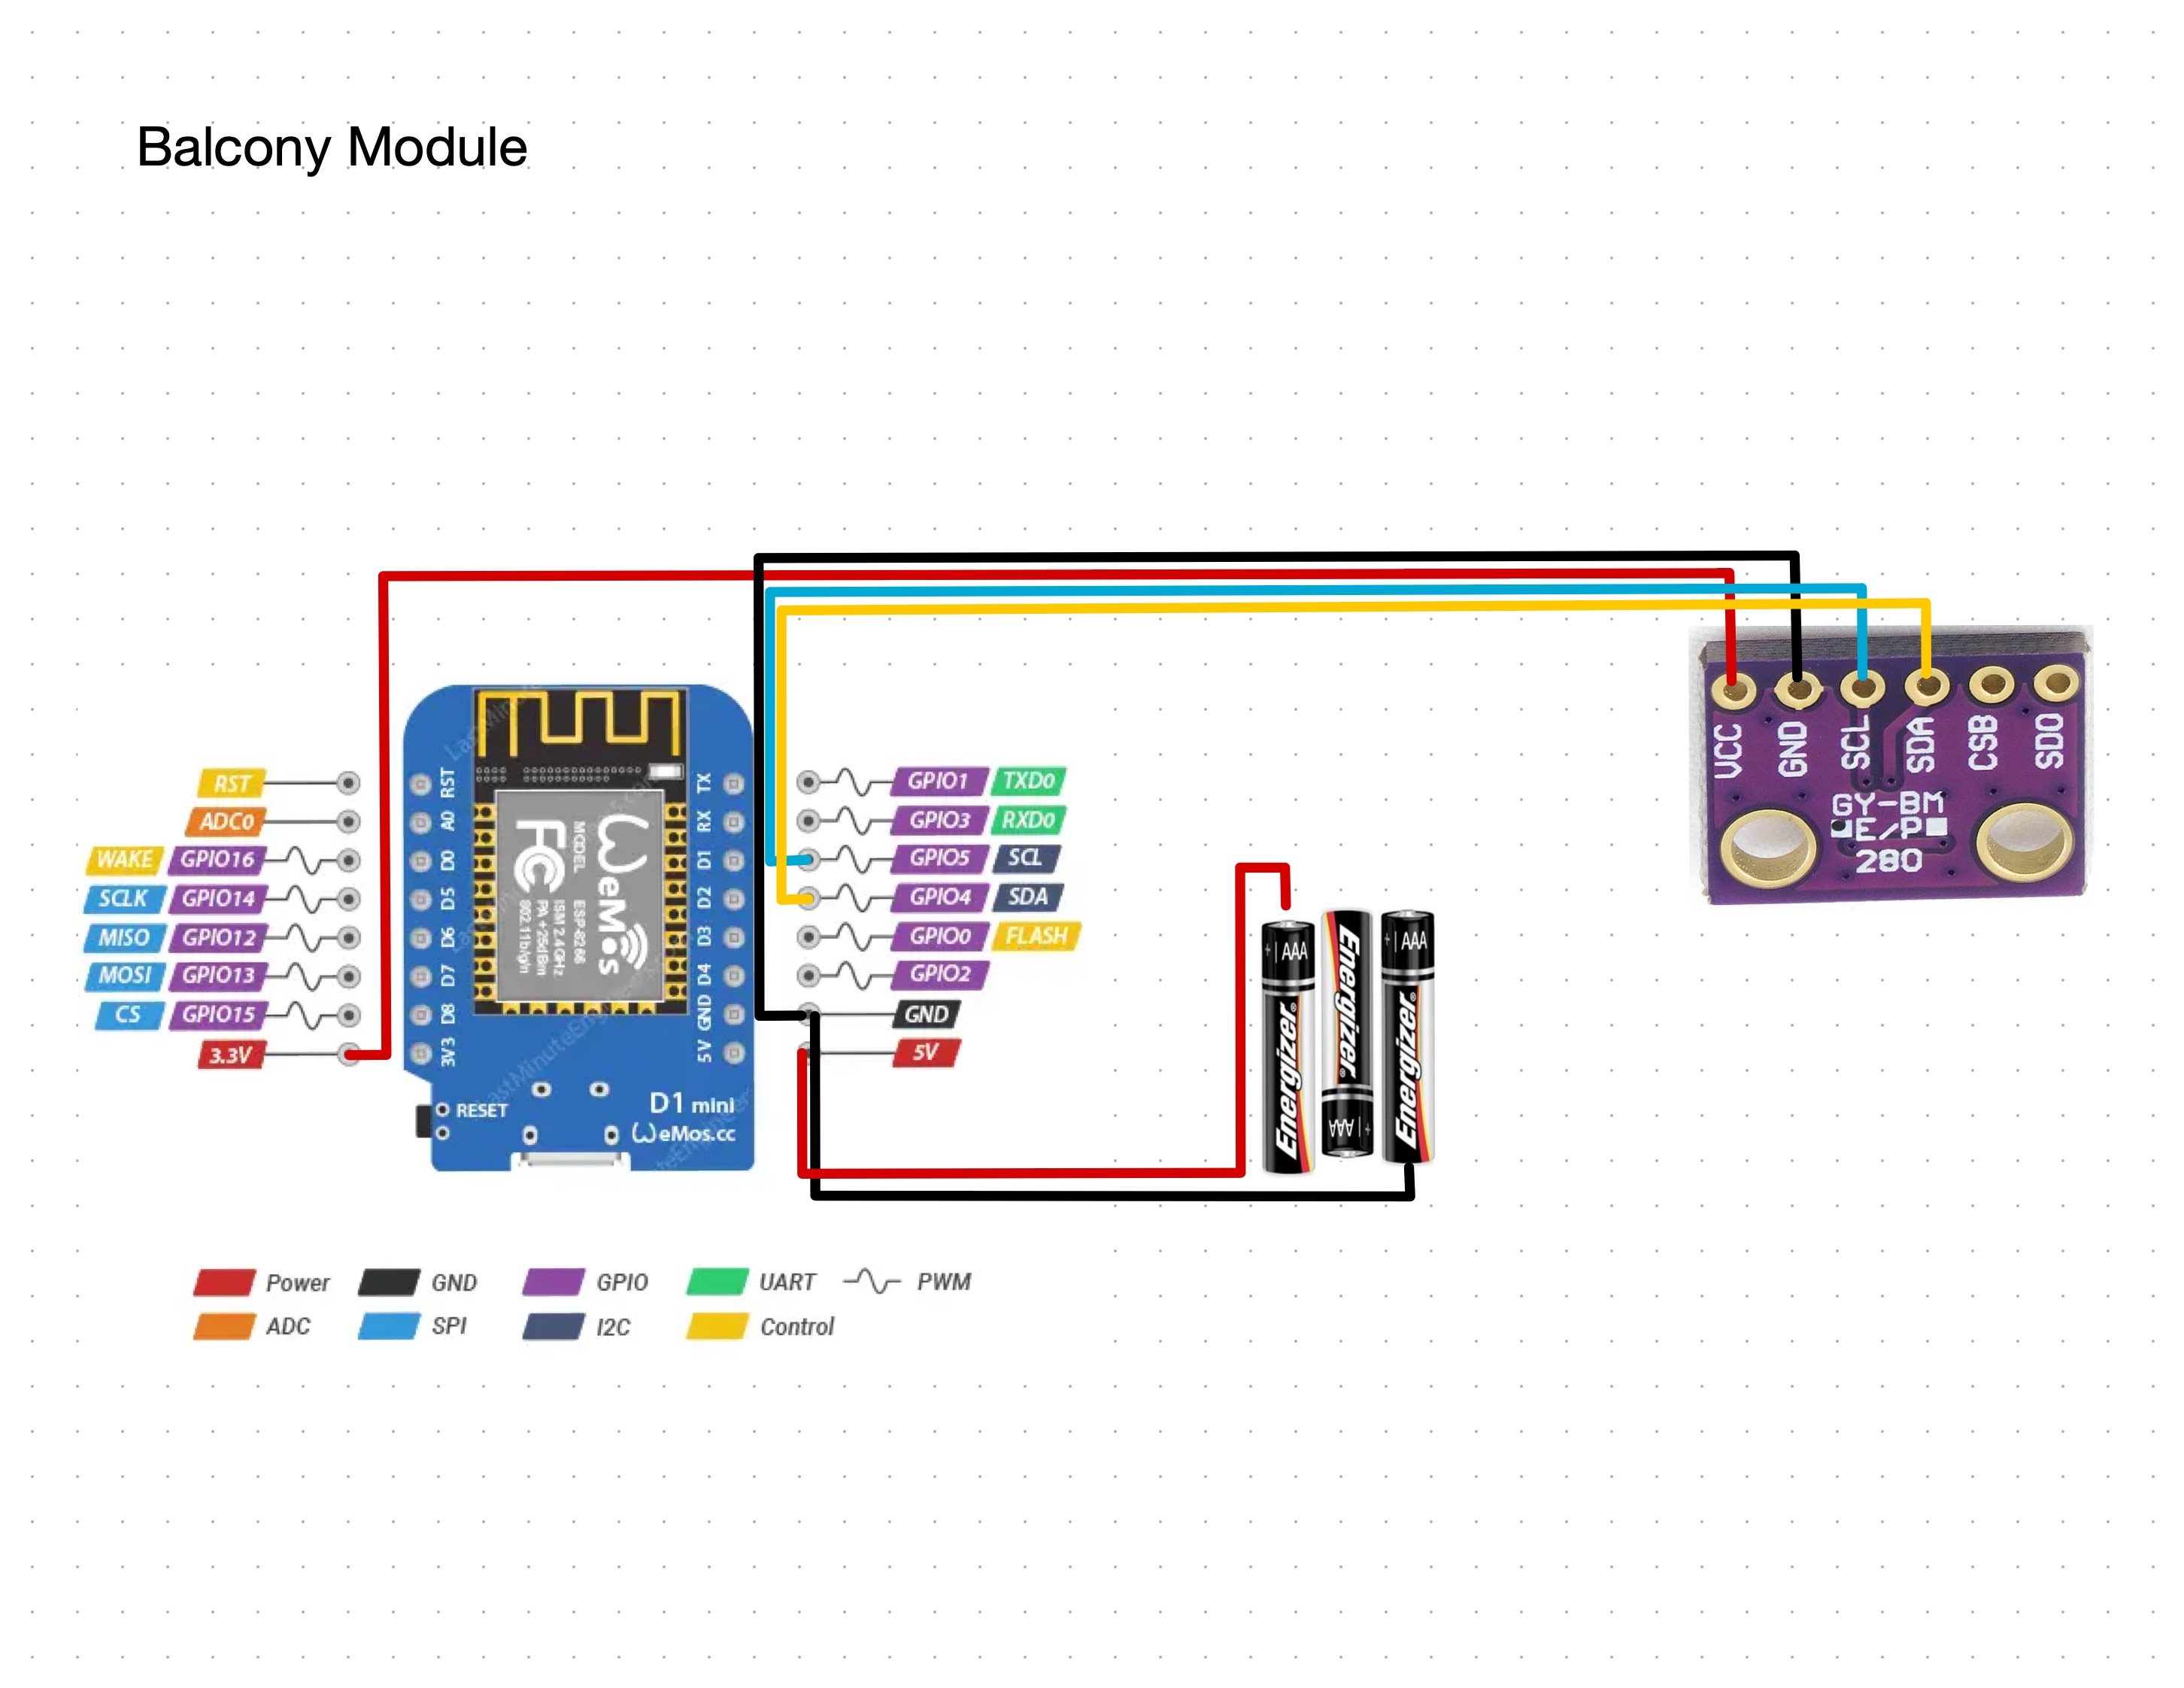 Balcony Module
RST
ADC0
WAKE GPIO16
SCLK GPIO14
MISO GPIO12
MOSI GPIO13
CS GPIO15
3.3V
RST
A0
D0
D5
D6
D7
D8
3V3
WeMos
MODEL ESP-8266
ISM 2.4GHz
PA +25dBm
802.11b/g/n
FC
TX
RX
D1
D2
D3
D4
GND
5V
RESET
D1 mini
WeMos.cc
LastMinuteEngineers.com
GPIO1 TXD0
GPIO3 RXD0
GPIO5 SCL
GPIO4 SDA
GPIO0 FLASH
GPIO2
GND
5V
+ | AAA
Energizer®
+ | AAA
Energizer®
+ | AAA
Energizer®
VCC GND SCL SDA CSB SDO
GY-BM
E/P
280
Power GND GPIO UART PWM
ADC SPI I2C Control